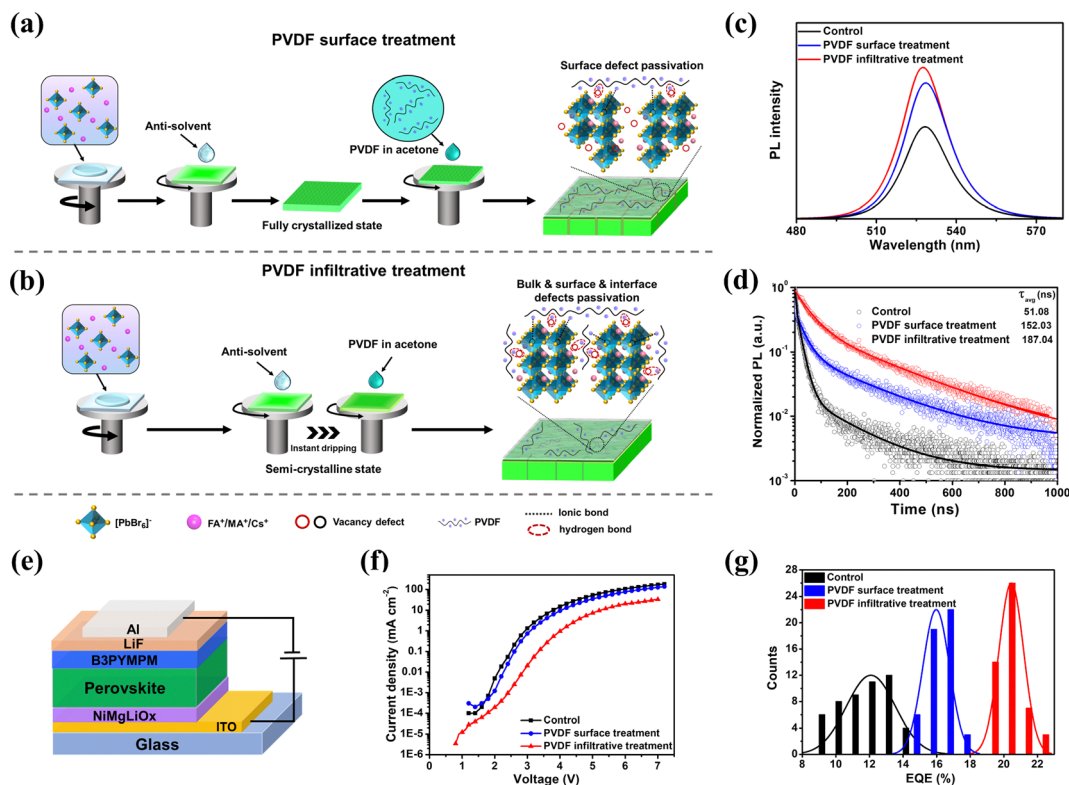 (a)
PVDF surface treatment
Anti-solvent
PVDF in acetone
Fully crystallized state
Surface defect passivation
(b)
PVDF infiltrative treatment
Anti-solvent
PVDF in acetone
Instant dripping
Semi-crystalline state
Bulk & surface & interface
defects passivation
[PbBr₆]⁻
FA⁺/MA⁺/Cs⁺
Vacancy defect
PVDF
Ionic bond
hydrogen bond
(c)
Control
PVDF surface treatment
PVDF infiltrative treatment
PL intensity
480 510 540 570
Wavelength (nm)
(d)
τavg (ns)
Control 51.08
PVDF surface treatment 152.03
PVDF infiltrative treatment 187.04
Normalized PL (a.u.)
10⁰
10⁻¹
10⁻²
10⁻³
0 200 400 600 800 1000
Time (ns)
(e)
Al
LiF
B3PYMPM
Perovskite
NiMgLiOx
ITO
Glass
(f)
Current density (mA cm⁻²)
100
10
1
0.1
0.01
1E-3
1E-4
1E-5
1E-6
Control
PVDF surface treatment
PVDF infiltrative treatment
0 1 2 3 4 5 6 7
Voltage (V)
(g)
Control
PVDF surface treatment
PVDF infiltrative treatment
Counts
28
24
20
16
12
8
4
0
8 10 12 14 16 18 20 22
EQE (%)